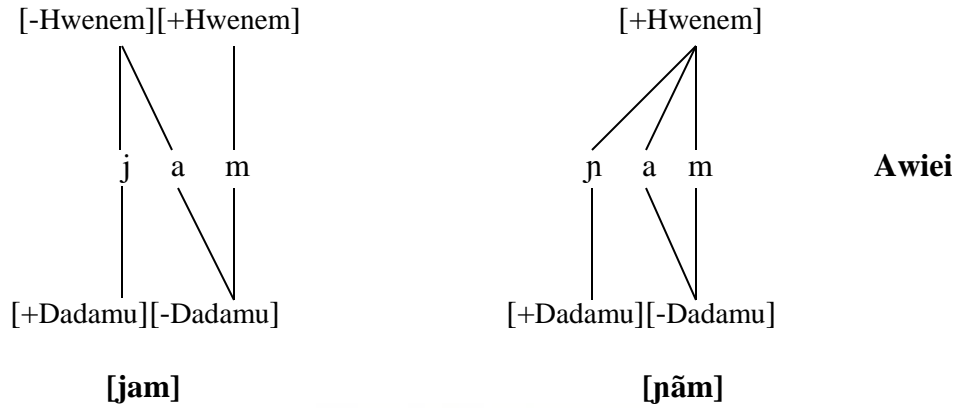 [-Hwenem][+Hwenem] [+Hwenem]
j a m ɲ a m Awiei
[+Dadamu][-Dadamu] [+Dadamu][-Dadamu]
[jam] [ɲãm]